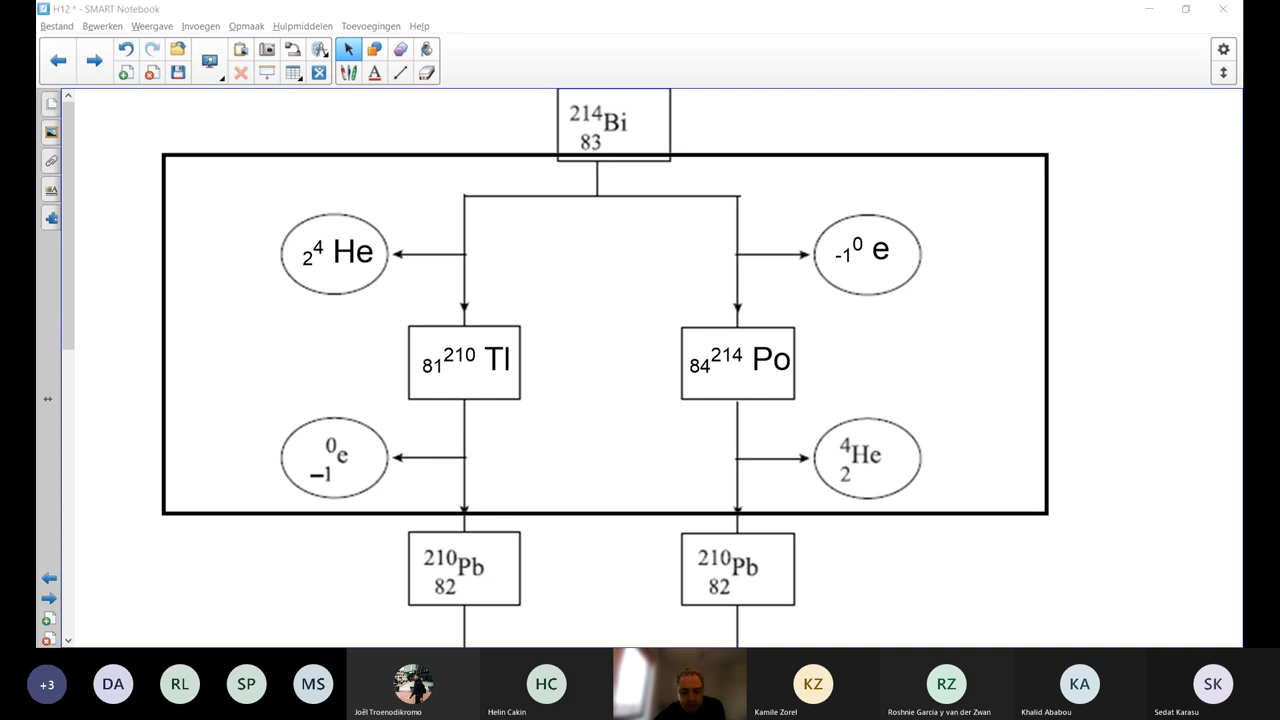 H12 * - SMART Notebook
Bestand Bewerken Weergave Invoegen Opmaak Hulpmiddelen Toevoegingen Help
214
83 Bi
2 4 He
-1 0 e
81 210 Tl
84 214 Po
0
–1 e
4
2 He
210
82 Pb
210
82 Pb
+3 DA RL SP MS HC KZ RZ KA SK
Joël Troenodikromo Helin Cakin Kamile Zorel Roshnie Garcia y van der Zwan Khalid Ababou Sedat Karasu